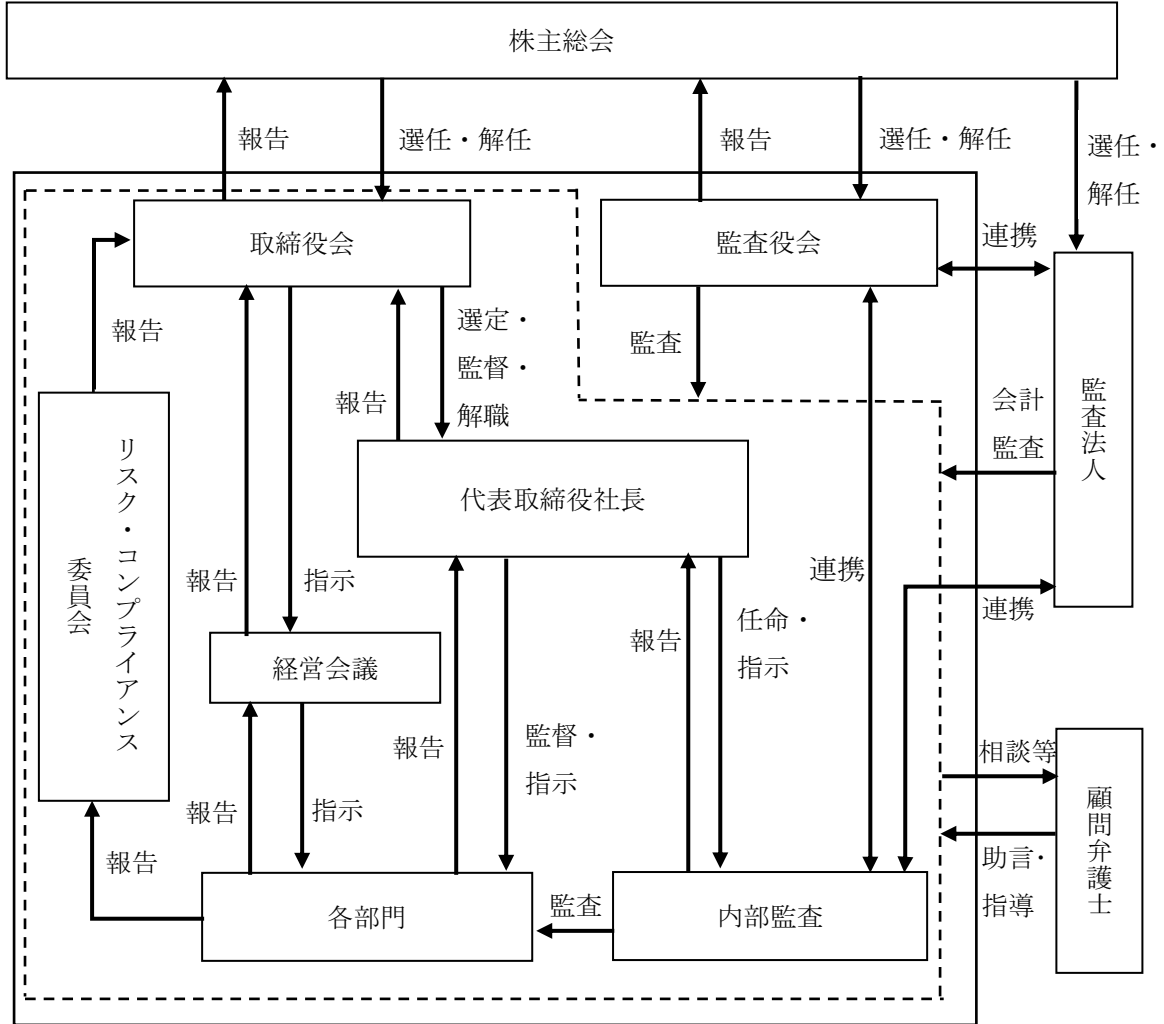 株主総会
報告
選任・解任
報告
選任・解任
選任・
解任
取締役会
監査役会
連携
報告
選定・
監督・
解職
報告
監査
会計
監査
監査法人
リスク・コンプライアンス
委員会
代表取締役社長
報告
指示
連携
連携
報告
任命・
指示
経営会議
報告
監督・
指示
報告
指示
相談等
顧問弁護士
助言・
指導
報告
各部門
監査
内部監査